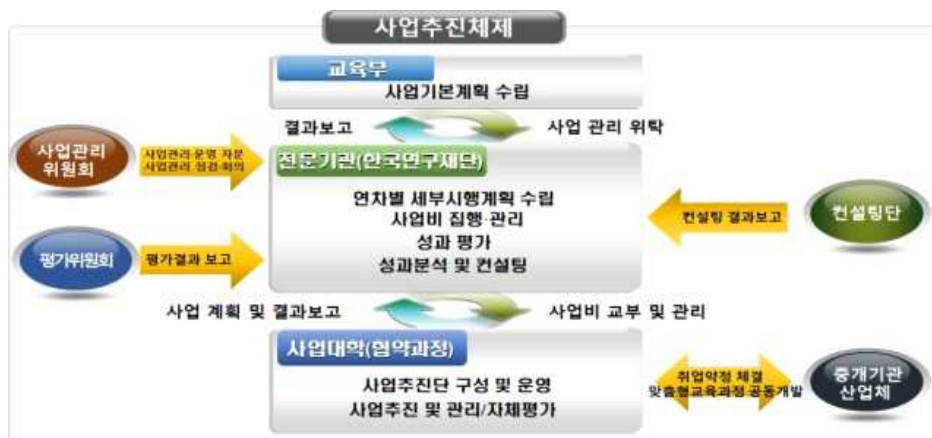 사업추진체제
교육부
사업기본계획 수립
결과보고
사업 관리 위탁
사업관리
위원회
사업관리·운영 자문
사업관리 점검·회의
전문기관(한국연구재단)
연차별 세부시행계획 수립
사업비 집행·관리
성과 평가
성과분석 및 컨설팅
컨설팅 결과보고
컨설팅단
평가위원회
평가결과 보고
사업 계획 및 결과보고
사업비 교부 및 관리
사업대학(협약과정)
사업추진단 구성 및 운영
사업추진 및 관리/자체평가
취업약정 체결
맞춤형교육과정 공동개발
중개기관
산업체